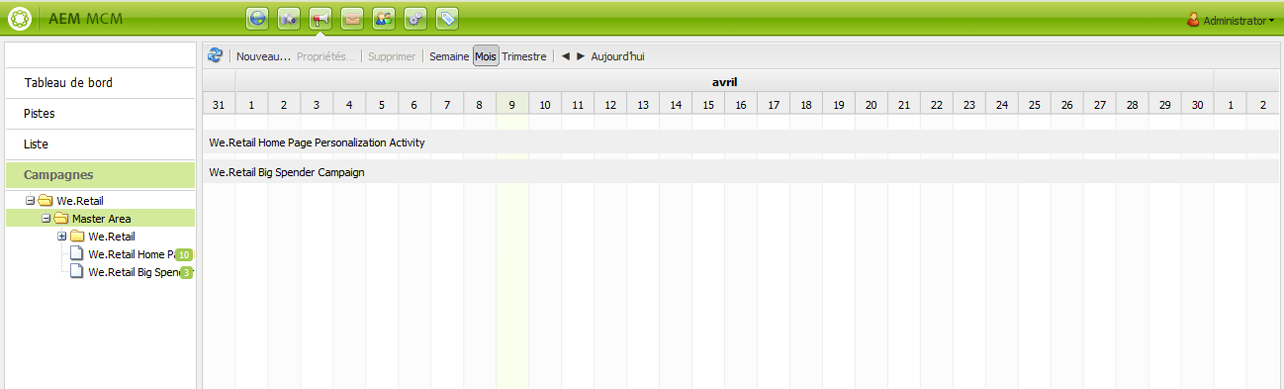 AEM MCM
Administrator
Tableau de bord
Pistes
Liste
Campagnes
We.Retail
Master Area
We.Retail
We.Retail Home Pa 10
We.Retail Big Spender 3
Nouveau... Propriétés... Supprimer Semaine Mois Trimestre Aujourd'hui
avril
31 1 2 3 4 5 6 7 8 9 10 11 12 13 14 15 16 17 18 19 20 21 22 23 24 25 26 27 28 29 30 1 2
We.Retail Home Page Personalization Activity
We.Retail Big Spender Campaign